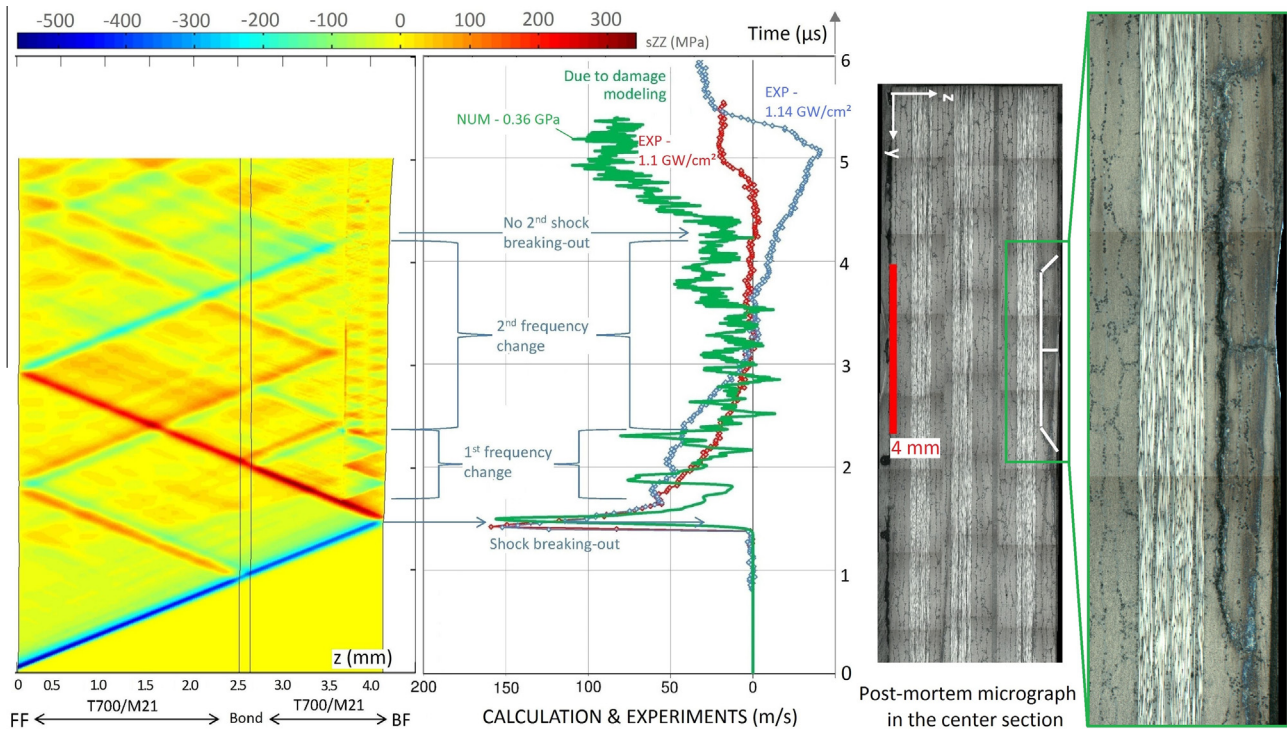 -500 -400 -300 -200 -100 0 100 200 300
sZZ (MPa)
Time (μs)
6
Due to damage
modeling
EXP -
1.14 GW/cm²
NUM - 0.36 GPa
EXP -
1.1 GW/cm²
5
No 2nd shock
breaking-out
4
2nd frequency
change
3
1st frequency
change
2
Shock breaking-out
1
0
z (mm)
0 0.5 1.0 1.5 2.0 2.5 3.0 3.5 4.0
T700/M21 Bond T700/M21
FF BF
200 150 100 50 0
CALCULATION & EXPERIMENTS (m/s)
z
y
4 mm
Post-mortem micrograph
in the center section